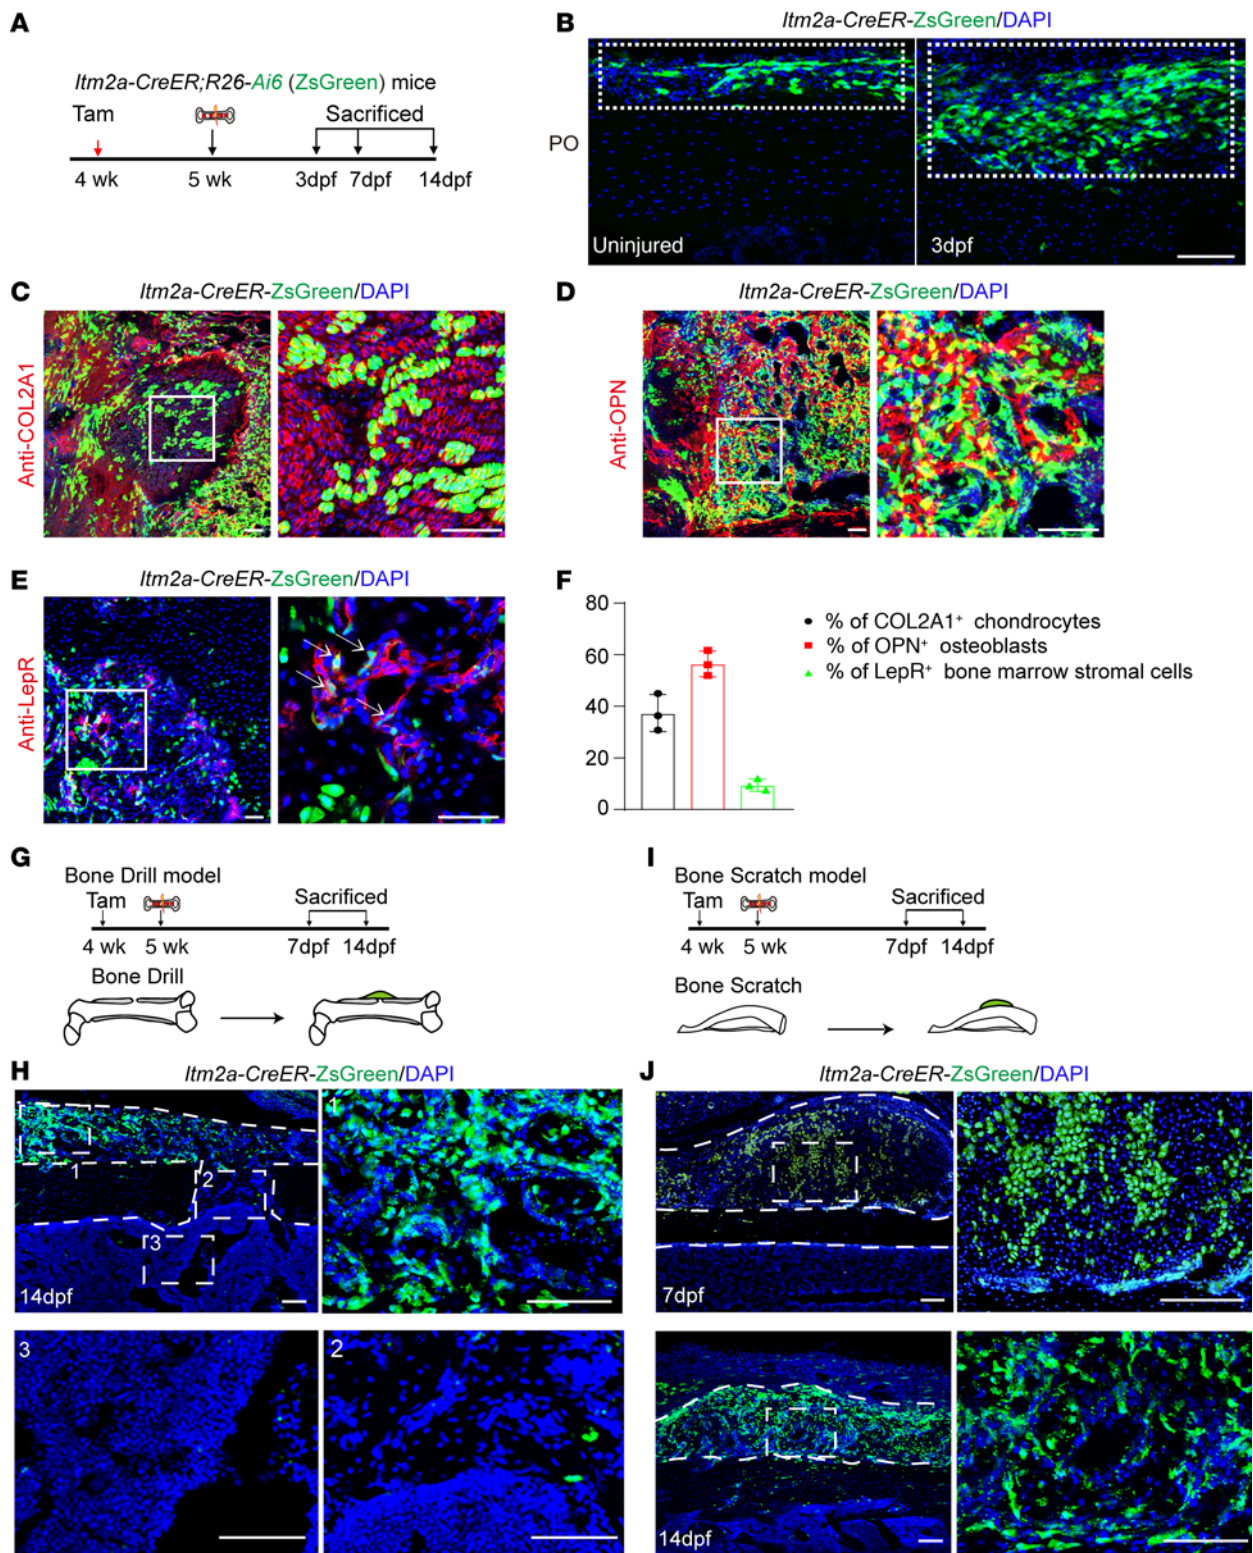 A
Itm2a-CreER;R26-Ai6 (ZsGreen) mice
Tam
Sacrificed
4 wk
5 wk
3dpf
7dpf
14dpf
B
Itm2a-CreER-ZsGreen/DAPI
PO
Uninjured
3dpf
C
Itm2a-CreER-ZsGreen/DAPI
Anti-COL2A1
D
Itm2a-CreER-ZsGreen/DAPI
Anti-OPN
E
Itm2a-CreER-ZsGreen/DAPI
Anti-LepR
F
80
60
40
20
0
% of COL2A1⁺ chondrocytes
% of OPN⁺ osteoblasts
% of LepR⁺ bone marrow stromal cells
G
Bone Drill model
Tam
Sacrificed
4 wk
5 wk
7dpf
14dpf
Bone Drill
I
Bone Scratch model
Tam
Sacrificed
4 wk
5 wk
7dpf
14dpf
Bone Scratch
H
Itm2a-CreER-ZsGreen/DAPI
1
2
3
14dpf
1
3
2
J
Itm2a-CreER-ZsGreen/DAPI
7dpf
14dpf